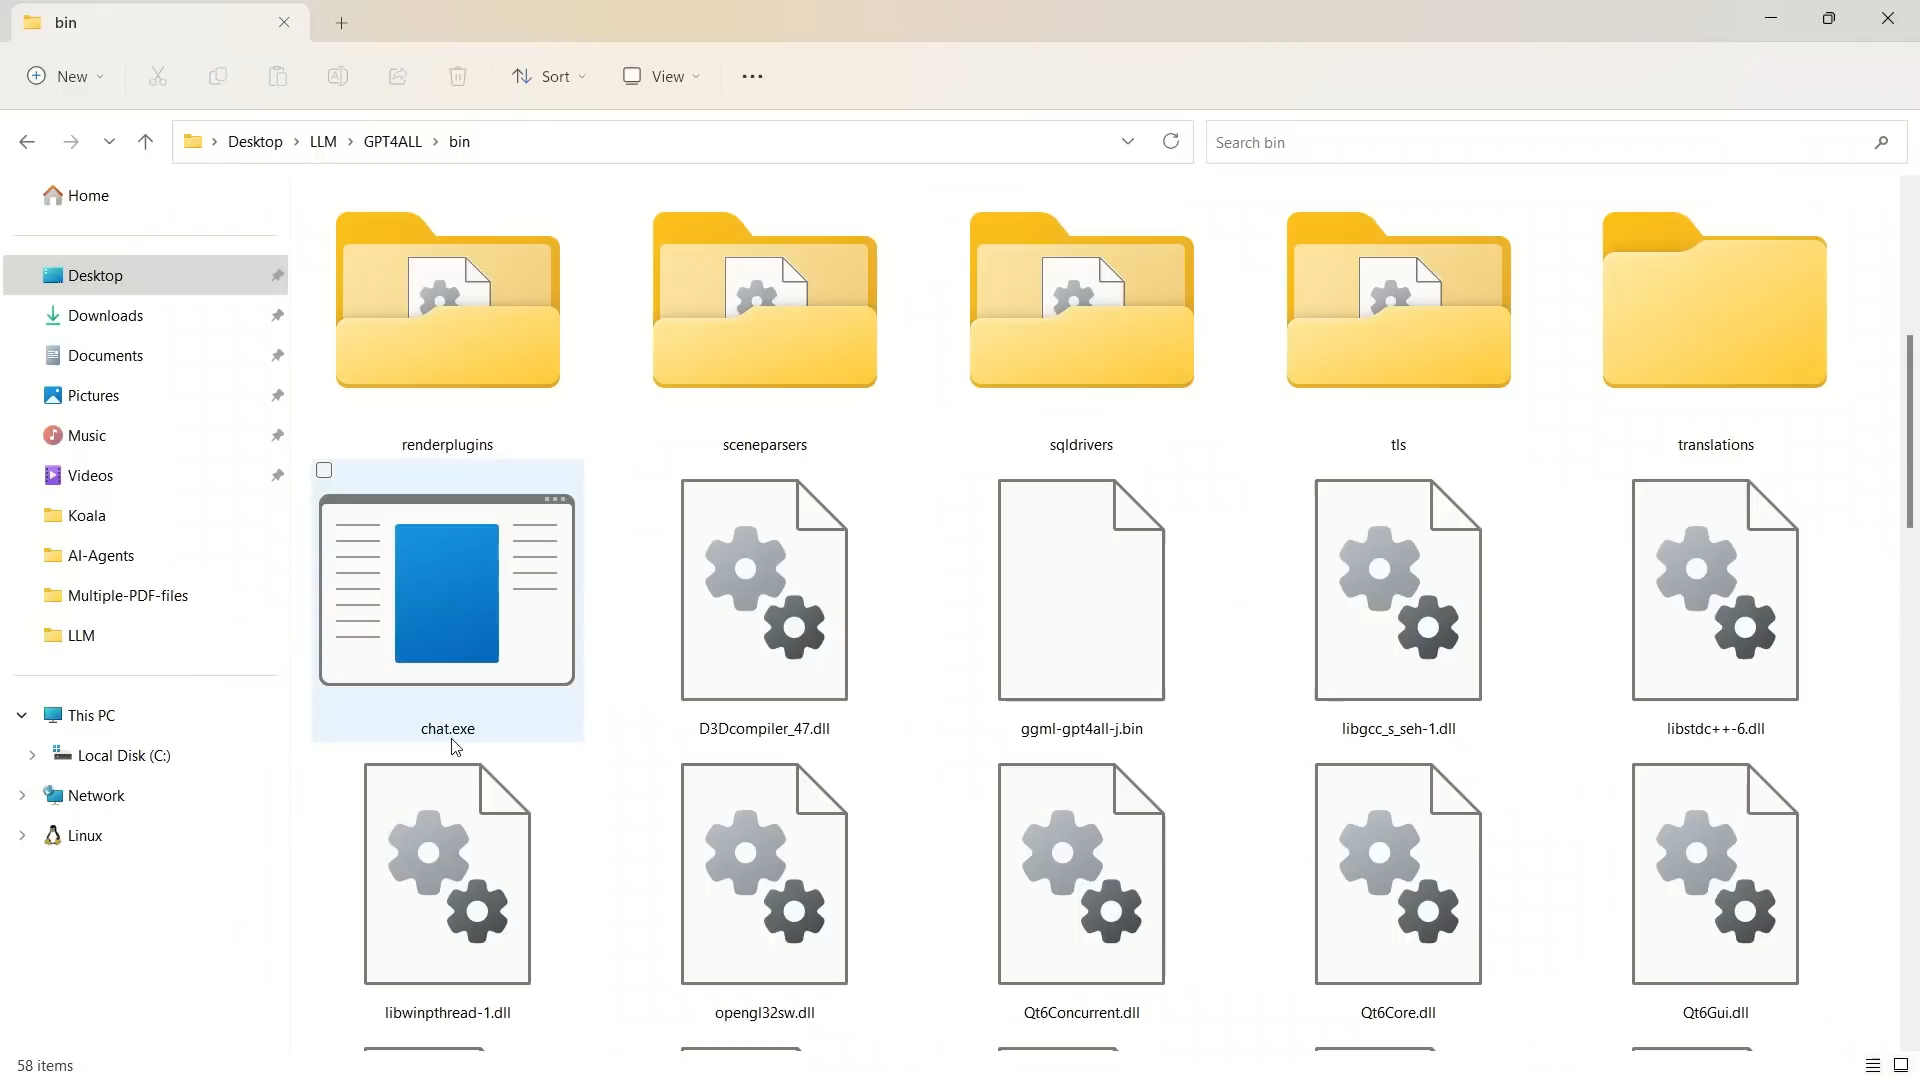 bin
New
Sort
View
Desktop
LLM
GPT4ALL
bin
Search bin
Home
Desktop
Downloads
Documents
Pictures
Music
Videos
Koala
AI-Agents
Multiple-PDF-files
LLM
This PC
Local Disk (C:)
Network
Linux
renderplugins
sceneparsers
sqldrivers
tls
translations
chat.exe
D3Dcompiler_47.dll
ggml-gpt4all-j.bin
libgcc_s_seh-1.dll
libstdc++-6.dll
libwinpthread-1.dll
opengl32sw.dll
Qt6Concurrent.dll
Qt6Core.dll
Qt6Gui.dll
58 items